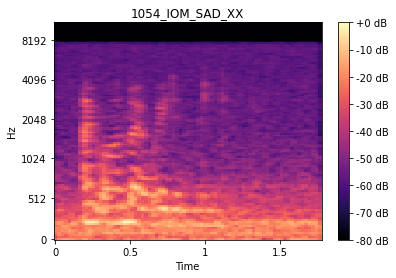 1054_IOM_SAD_XX
8192
4096
2048
1024
512
0
Hz
0
0.5
1
1.5
Time
+0 dB
-10 dB
-20 dB
-30 dB
-40 dB
-50 dB
-60 dB
-70 dB
-80 dB